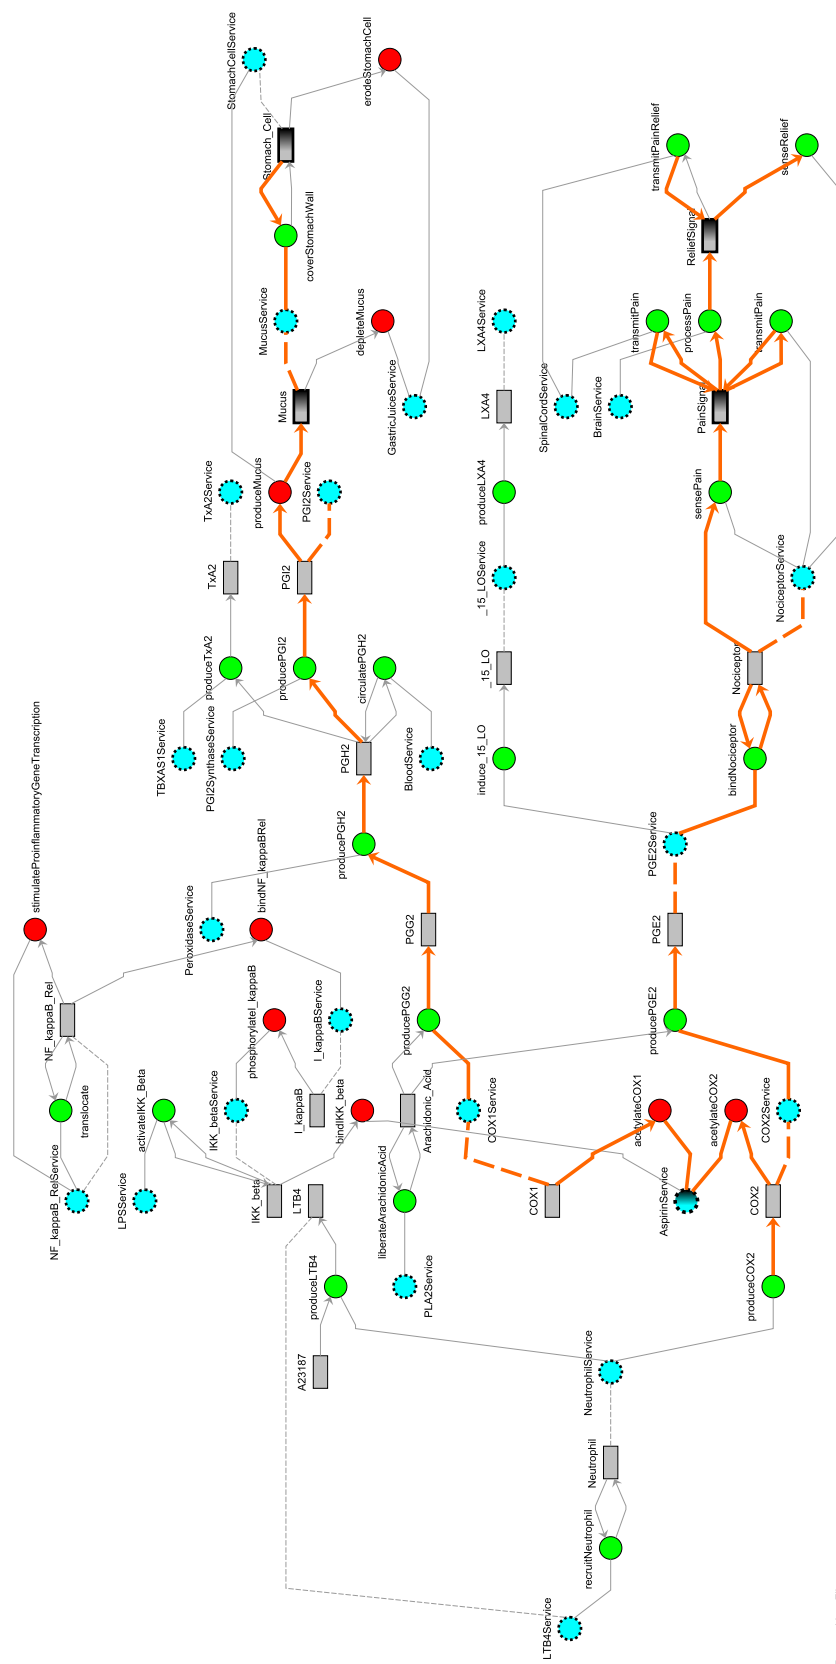 StomachCellService
erodeStomachCell
Stomach_Cell
transmitPainRelief
senseRelief
coverStomachWall
ReliefSignal
MucusService
depleteMucus
LXA4Service
transmitPain
processPain
transmitPain
Mucus
GastricJuiceService
LXA4
SpinalCordService
BrainService
PainSignal
TxA2Service
produceMucus
PGI2Service
produceLXA4
sensePain
TxA2
PGI2
_15_LOService
NociceptorService
produceTxA2
producePGI2
circulatePGH2
_15_LO
Nociceptor
TBXAS1Service
PGI2SynthaseService
PGH2
BloodService
induce_15_LO
bindNociceptor
producePGH2
PGE2Service
stimulateProinflammatoryGeneTranscription
PeroxidaseService
bindNF_kappaBRel
PGG2
PGE2
NF_kappaB_Rel
phosphorylateI_kappaB
I_kappaBService
producePGG2
producePGE2
translocate
activateIKK_Beta
IKK_betaService
I_kappaB
bindIKK_beta
Arachidonic_Acid
COX1Service
acetylateCOX1
acetylateCOX2
COX2Service
NF_kappaB_RelService
LPSService
IKK_beta
LTB4
liberateArachidonicAcid
COX1
AspirinService
COX2
produceLTB4
PLA2Service
produceCOX2
A23187
NeutrophilService
Neutrophil
recruitNeutrophil
LTB4Service